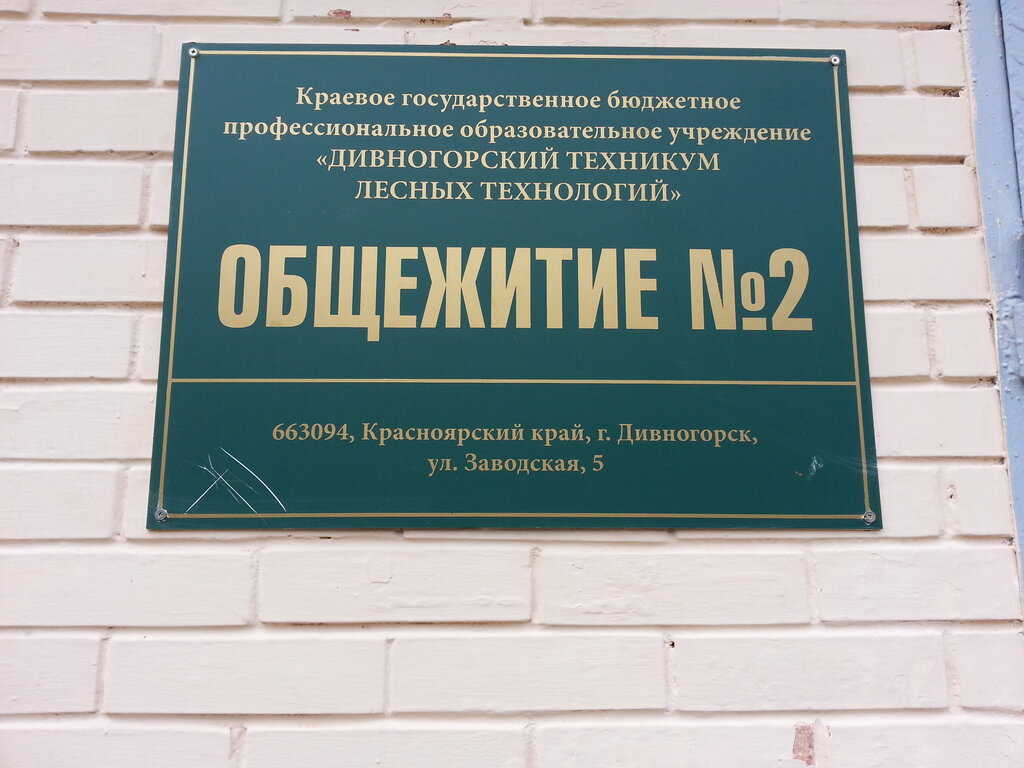 Краевое государственное бюджетное
профессиональное образовательное учреждение
«ДИВНОГОРСКИЙ ТЕХНИКУМ
ЛЕСНЫХ ТЕХНОЛОГИЙ»
ОБЩЕЖИТИЕ №2
663094, Красноярский край, г. Дивногорск,
ул. Заводская, 5